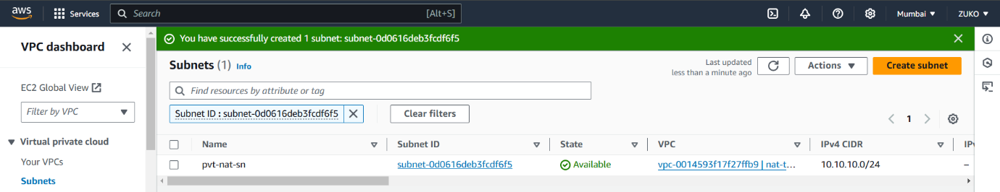 aws Services Search [Alt+S] Mumbai ZUKO
VPC dashboard
EC2 Global View
Filter by VPC
Virtual private cloud
Your VPCs
Subnets
You have successfully created 1 subnet: subnet-0d0616deb3fcdf6f5
Subnets (1) Info
Last updated
less than a minute ago
Actions
Create subnet
Find resources by attribute or tag
Subnet ID : subnet-0d0616deb3fcdf6f5
Clear filters
1
Name Subnet ID State VPC IPv4 CIDR
pvt-nat-sn subnet-0d0616deb3fcdf6f5 Available vpc-0014593f17f27ffb9 | nat-t... 10.10.10.0/24 –